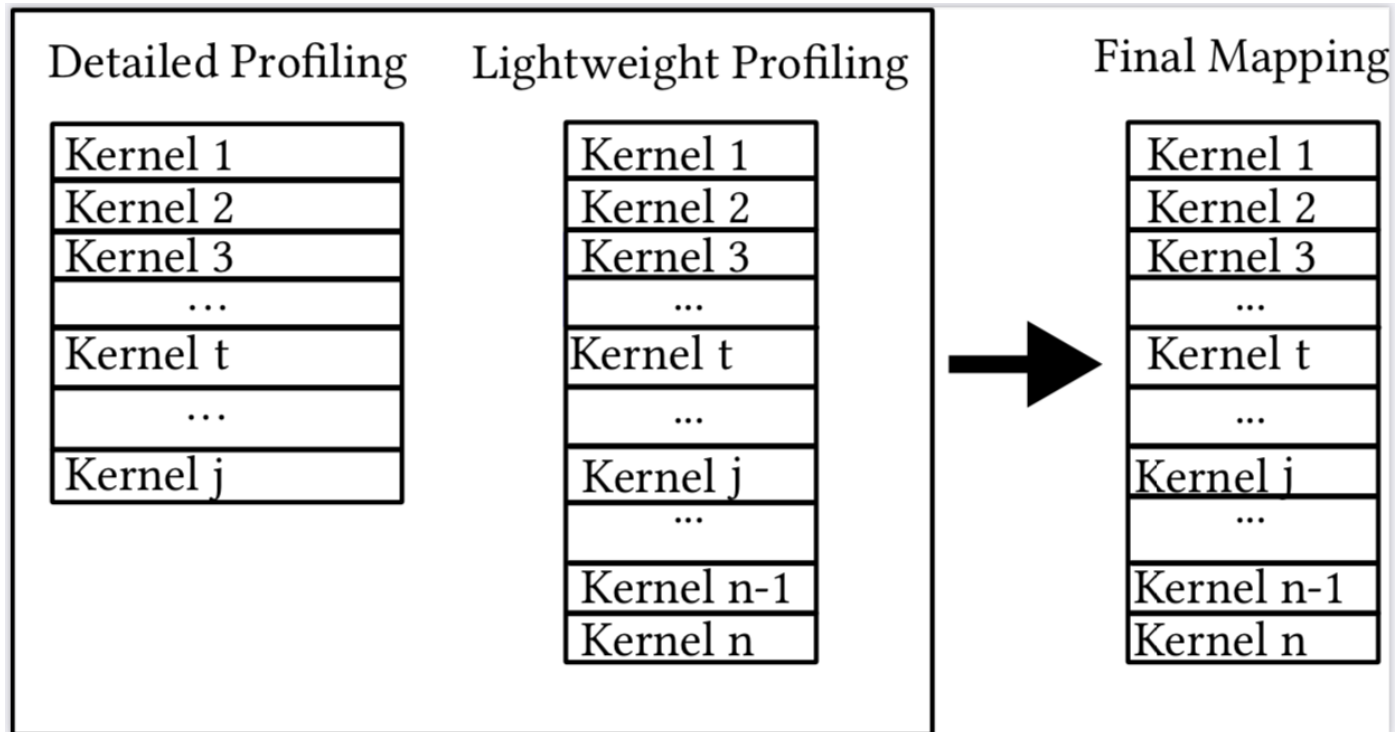 Detailed Profiling
Kernel 1
Kernel 2
Kernel 3
...
Kernel t
...
Kernel j
Lightweight Profiling
Kernel 1
Kernel 2
Kernel 3
...
Kernel t
...
Kernel j
...
Kernel n-1
Kernel n
Final Mapping
Kernel 1
Kernel 2
Kernel 3
...
Kernel t
...
Kernel j
...
Kernel n-1
Kernel n